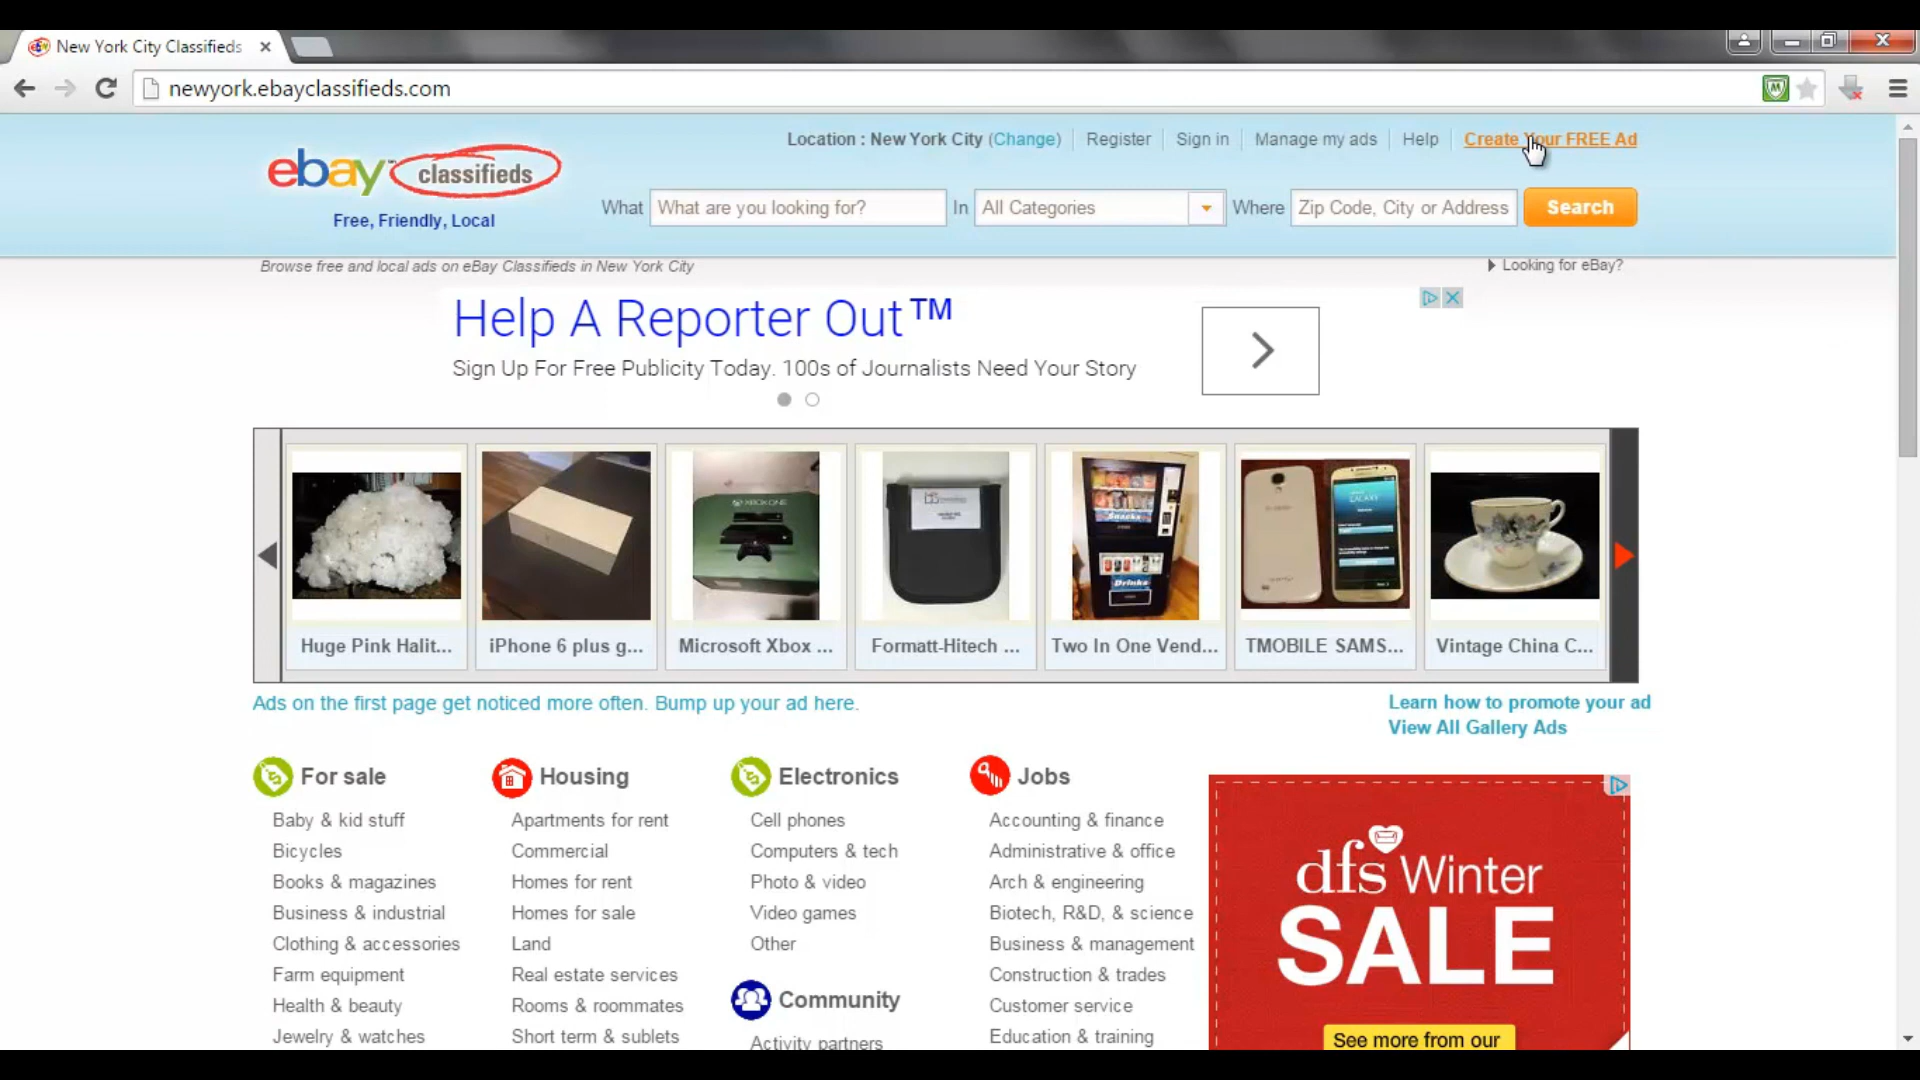 New York City Classifieds
newyork.ebayclassifieds.com
Location : New York City (Change)
Register
Sign in
Manage my ads
Help
Create Your FREE Ad
ebay™ classifieds
Free, Friendly, Local
What
What are you looking for?
In
All Categories
Where
Zip Code, City or Address
Search
Browse free and local ads on eBay Classifieds in New York City
Looking for eBay?
Help A Reporter Out™
Sign Up For Free Publicity Today. 100s of Journalists Need Your Story
XBOX ONE
Snacks
Drinks
GALAXY
Huge Pink Halit...
iPhone 6 plus g...
Microsoft Xbox ...
Formatt-Hitech ...
Two In One Vend...
TMOBILE SAMS...
Vintage China C...
Ads on the first page get noticed more often. Bump up your ad here.
Learn how to promote your ad
View All Gallery Ads
For sale
Baby & kid stuff
Bicycles
Books & magazines
Business & industrial
Clothing & accessories
Farm equipment
Health & beauty
Jewelry & watches
Housing
Apartments for rent
Commercial
Homes for rent
Homes for sale
Land
Real estate services
Rooms & roommates
Short term & sublets
Electronics
Cell phones
Computers & tech
Photo & video
Video games
Other
Community
Activity partners
Jobs
Accounting & finance
Administrative & office
Arch & engineering
Biotech, R&D, & science
Business & management
Construction & trades
Customer service
Education & training
dfs Winter
SALE
See more from our